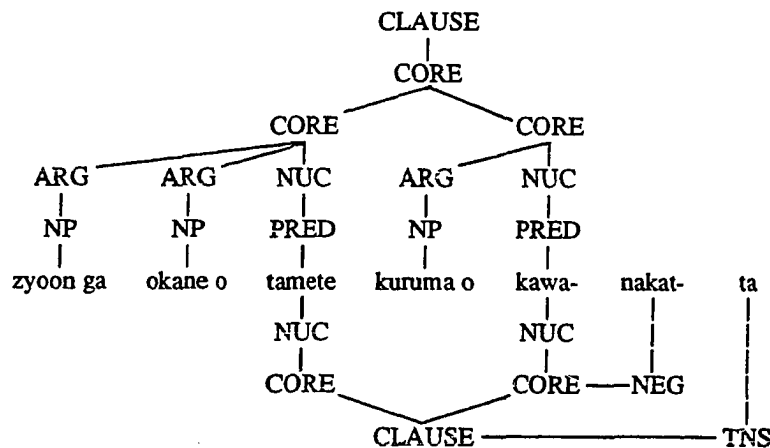 CLAUSE
CORE
CORE CORE
ARG ARG NUC ARG NUC
NP NP PRED NP PRED
zyoon ga okane o tamete kuruma o kawa- nakat- ta
NUC NUC
CORE CORE NEG
CLAUSE TNS